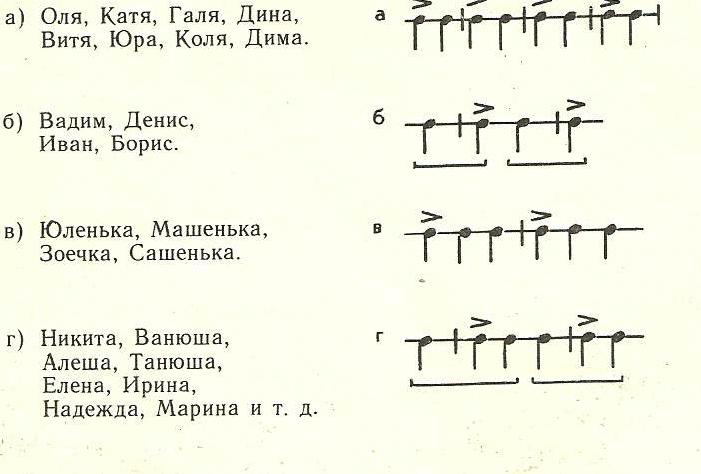 а) Оля, Катя, Галя, Дина,
Витя, Юра, Коля, Дима.
а
б) Вадим, Денис,
Иван, Борис.
б
в) Юленька, Машенька,
Зоечка, Сашенька.
в
г) Никита, Ванюша,
Алеша, Танюша,
Елена, Ирина,
Надежда, Марина и т. д.
г